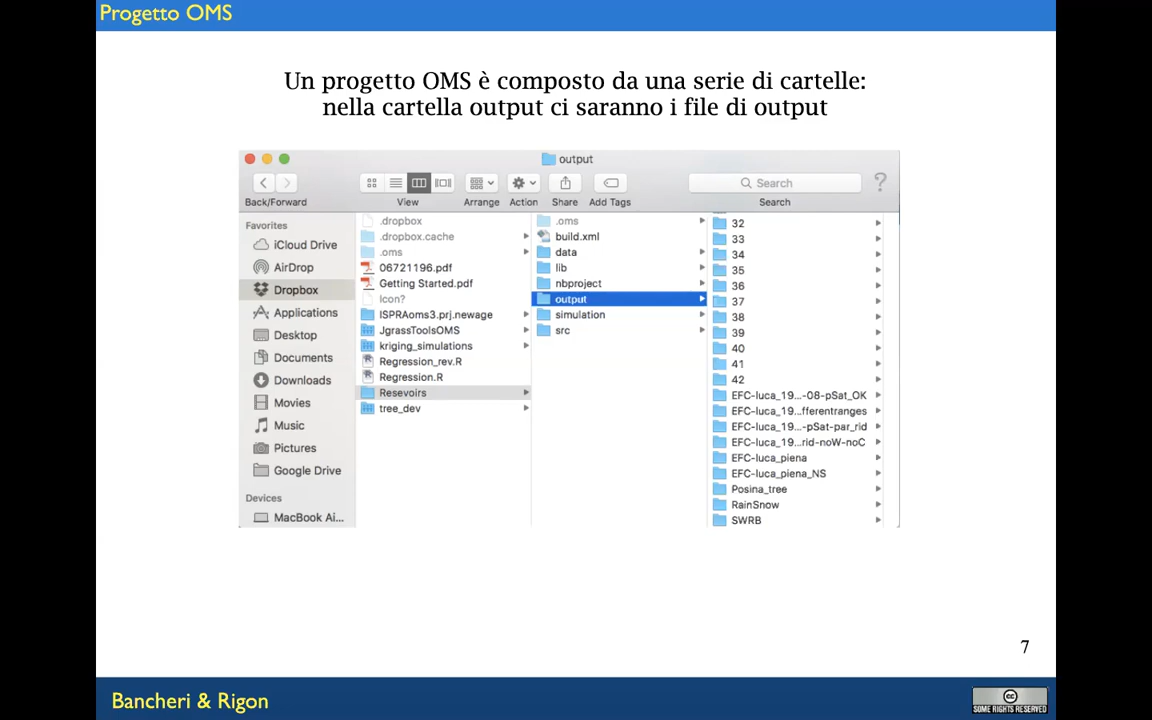 Progetto OMS
Un progetto OMS è composto da una serie di cartelle:
nella cartella output ci saranno i file di output
output
Search
Back/Forward
View
Arrange
Action
Share
Add Tags
Search
Favorites
iCloud Drive
AirDrop
Dropbox
Applications
Desktop
Documents
Downloads
Movies
Music
Pictures
Google Drive
Devices
MacBook Ai...
.dropbox
.dropbox.cache
.oms
06721196.pdf
Getting Started.pdf
Icon?
ISPRAoms3.prj.newage
JgrassToolsOMS
kriging_simulations
Regression_rev.R
Regression.R
Resevoirs
tree_dev
.oms
build.xml
data
lib
nbproject
output
simulation
src
32
33
34
35
36
37
38
39
40
41
42
EFC-luca_19...-08-pSat_OK
EFC-luca_19...fferentranges
EFC-luca_19...-pSat-par_rid
EFC-luca_19...rid-noW-noC
EFC-luca_piena
EFC-luca_piena_NS
Posina_tree
RainSnow
SWRB
7
Bancheri & Rigon
cc
SOME RIGHTS RESERVED